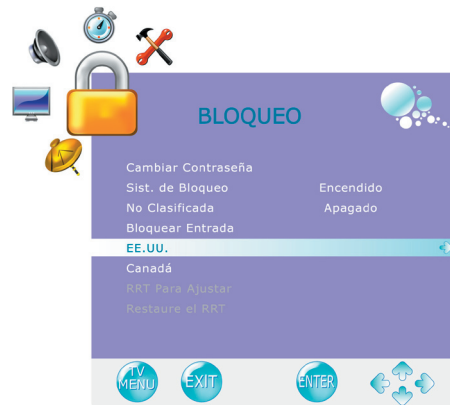 BLOQUEO
Cambiar Contraseña
Sist. de Bloqueo Encendido
No Clasificada Apagado
Bloquear Entrada
EE.UU.
Canadá
RRT Para Ajustar
Restaure el RRT
TV MENU EXIT ENTER